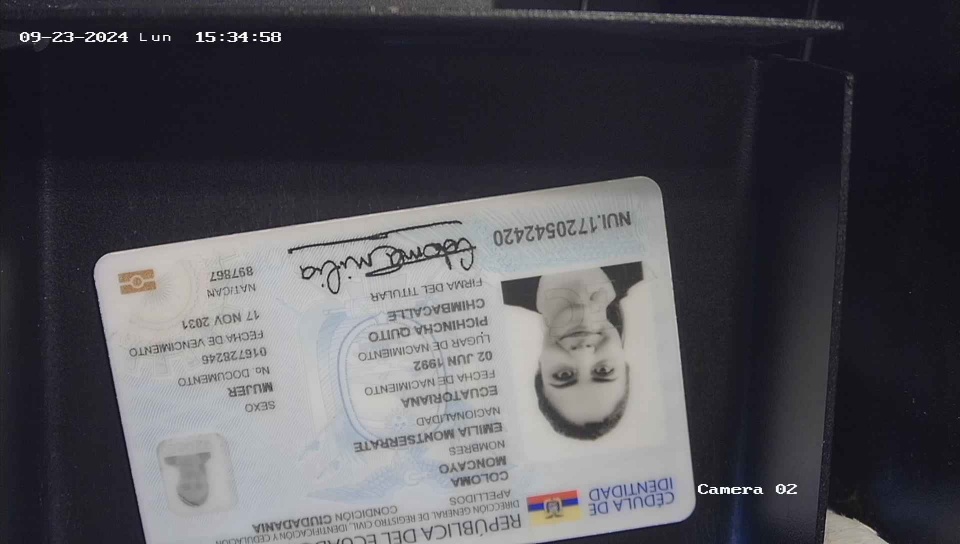 09-23-2024 Lun 15:34:58
CÉDULA DE
IDENTIDAD
REPÚBLICA DEL ECUADOR
DIRECCIÓN GENERAL DE REGISTRO CIVIL, IDENTIFICACIÓN Y CEDULACIÓN
APELLIDOS
COLOMA
MONCAYO
NOMBRES
EMILIA MONTSERRATE
NACIONALIDAD
ECUATORIANA
FECHA DE NACIMIENTO
02 JUN 1992
LUGAR DE NACIMIENTO
PICHINCHA QUITO
CHIMBACALLE
FIRMA DEL TITULAR
CONDICIÓN CIUDADANIA
SEXO
MUJER
No. DOCUMENTO
016728246
FECHA DE VENCIMIENTO
17 NOV 2031
NAT/CAN
897867
NUI.1720542420
Camera 02